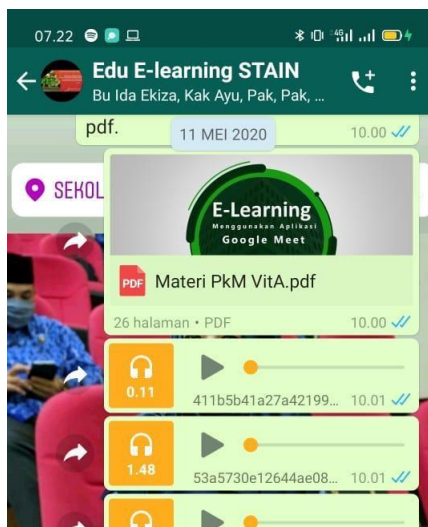 07.22
46
Edu E-learning STAIN
Bu Ida Ekiza, Kak Ayu, Pak, Pak, ...
pdf.
11 MEI 2020
10.00
SEKOL
E-Learning
Menggunakan Aplikasi
Google Meet
PDF
Materi PkM VitA.pdf
26 halaman • PDF
10.00
0.11
411b5b41a27a42199...
10.01
1.48
53a5730e12644ae08...
10.01